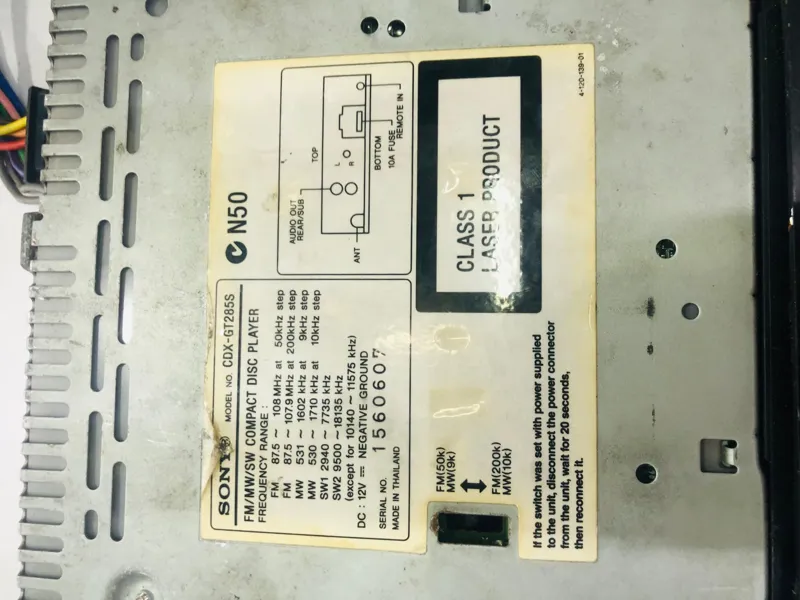 SONY® MODEL NO. CDX-GT285S
FM/MW/SW COMPACT DISC PLAYER
FREQUENCY RANGE :
FM 87.5 ~ 108 MHz at 50kHz step
FM 87.5 ~ 107.9 MHz at 200kHz step
MW 531 ~ 1602 kHz at 9kHz step
MW 530 ~ 1710 kHz at 10kHz step
SW1 2940 ~ 7735 kHz
SW2 9500 ~ 18135 kHz
(except for 10140 ~ 11575 kHz)
DC : 12V ⎓ NEGATIVE GROUND
SERIAL NO. 1560607
MADE IN THAILAND
N50
AUDIO OUT
REAR/SUB
TOP
L
R
ANT
BOTTOM
10A FUSE
REMOTE IN
CLASS 1
LASER PRODUCT
FM(50k)
MW(9k)
FM(200k)
MW(10k)
If the switch was set with power supplied
to the unit, disconnect the power connector
from the unit, wait for 20 seconds,
then reconnect it.
4-120-139-01